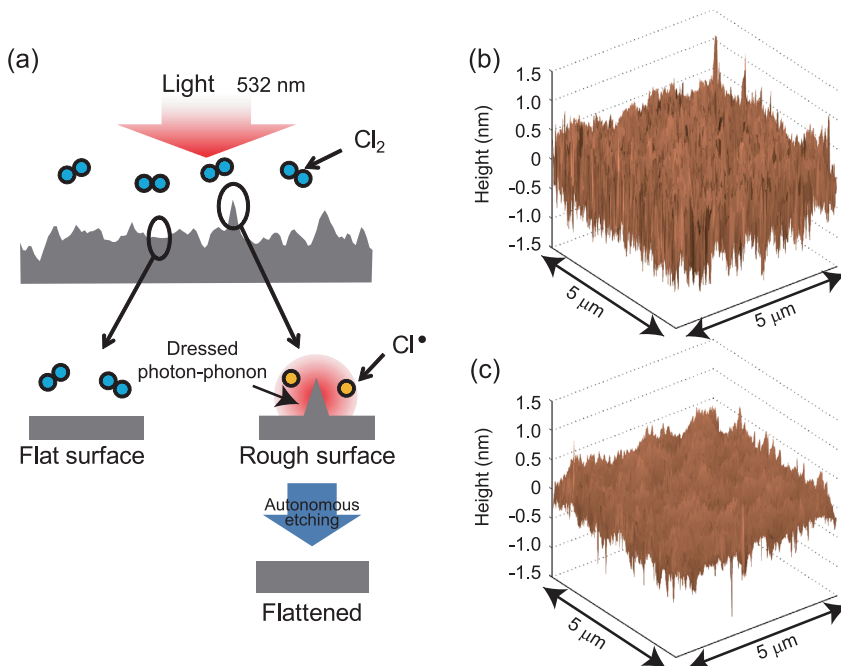 (a)
Light 532 nm
Cl₂
Dressed
photon-phonon
Cl•
Flat surface
Rough surface
Autonomous
etching
Flattened
(b)
Height (nm)
1.5
1.0
0.5
0
-0.5
-1.0
-1.5
5 μm
5 μm
(c)
Height (nm)
1.5
1.0
0.5
0
-0.5
-1.0
-1.5
5 μm
5 μm